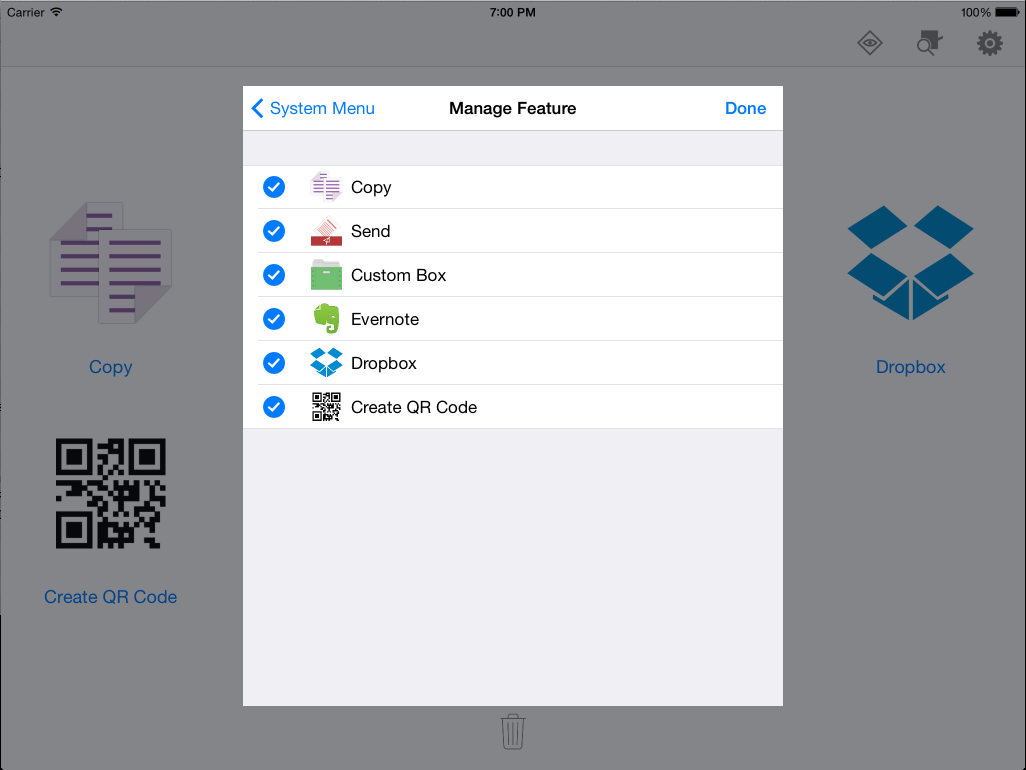 Carrier 7:00 PM 100%
System Menu Manage Feature Done
Copy
Send
Custom Box
Evernote
Dropbox
Create QR Code
Copy
Dropbox
Create QR Code